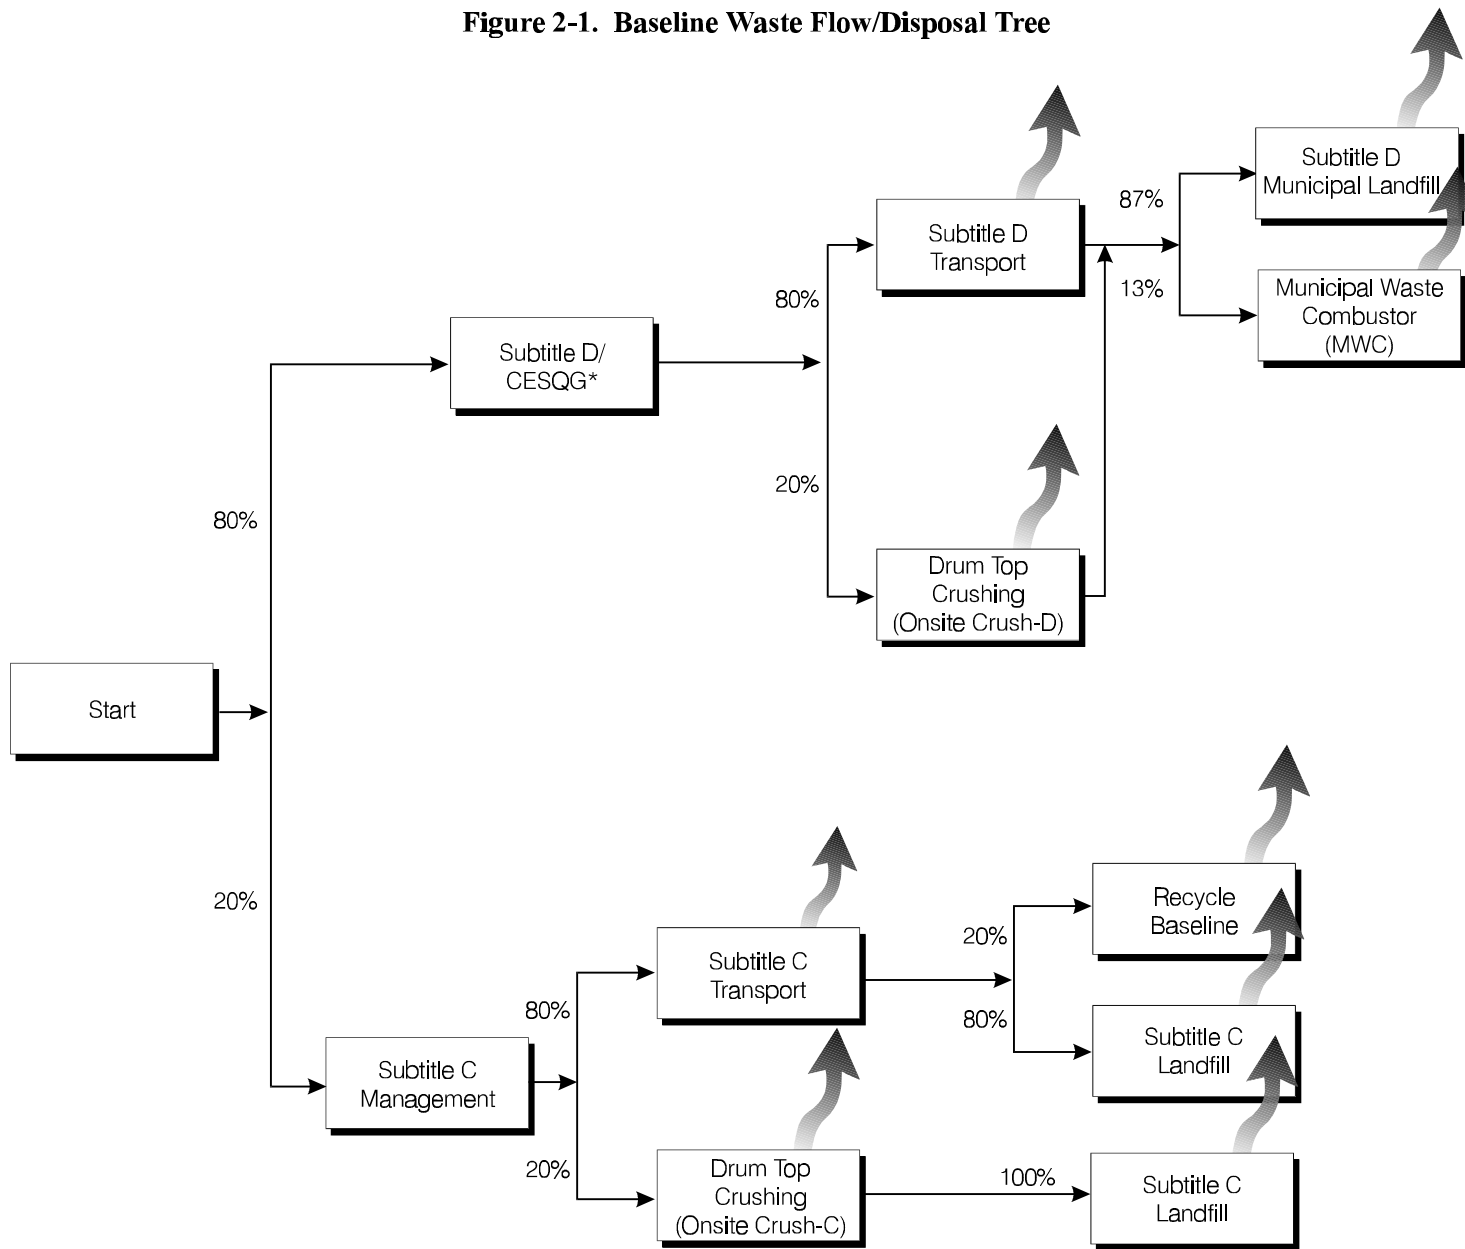 Figure 2-1. Baseline Waste Flow/Disposal Tree
Subtitle D
Municipal Landfill
87%
Subtitle D
Transport
80%
13%
Municipal Waste
Combustor
(MWC)
Subtitle D/
CESQG*
20%
80%
Drum Top
Crushing
(Onsite Crush-D)
Start
20%
Recycle
Baseline
20%
Subtitle C
Transport
80%
80%
Subtitle C
Landfill
Subtitle C
Management
20%
Drum Top
Crushing
(Onsite Crush-C)
100%
Subtitle C
Landfill